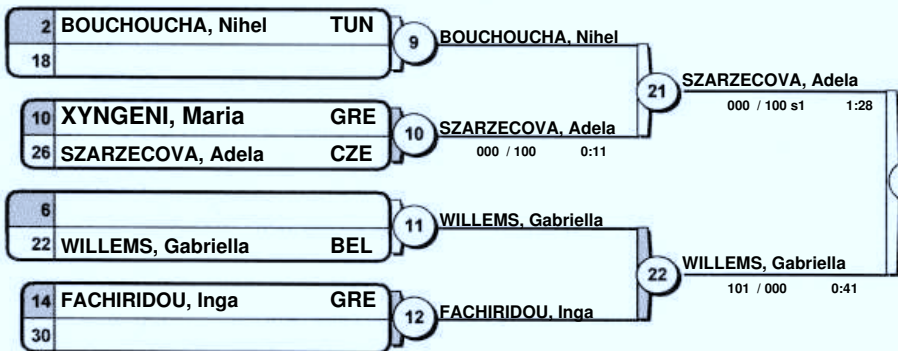 2 BOUCHOUCHA, Nihel TUN
18
9
BOUCHOUCHA, Nihel
10 XYNGENI, Maria GRE
26 SZARZECOVA, Adela CZE
10
SZARZECOVA, Adela
000 / 100 0:11
21
SZARZECOVA, Adela
000 / 100 s1 1:28
6
22 WILLEMS, Gabriella BEL
11
WILLEMS, Gabriella
14 FACHIRIDOU, Inga GRE
30
12
FACHIRIDOU, Inga
22
WILLEMS, Gabriella
101 / 000 0:41